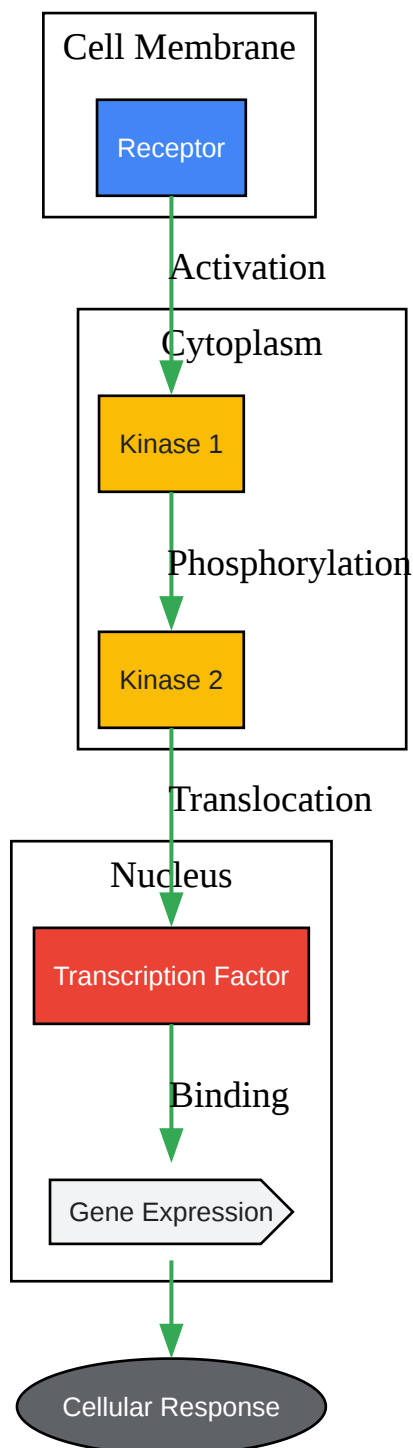 Cell Membrane
Receptor
Activation
Cytoplasm
Kinase 1
Phosphorylation
Kinase 2
Translocation
Nucleus
Transcription Factor
Binding
Gene Expression
Cellular Response